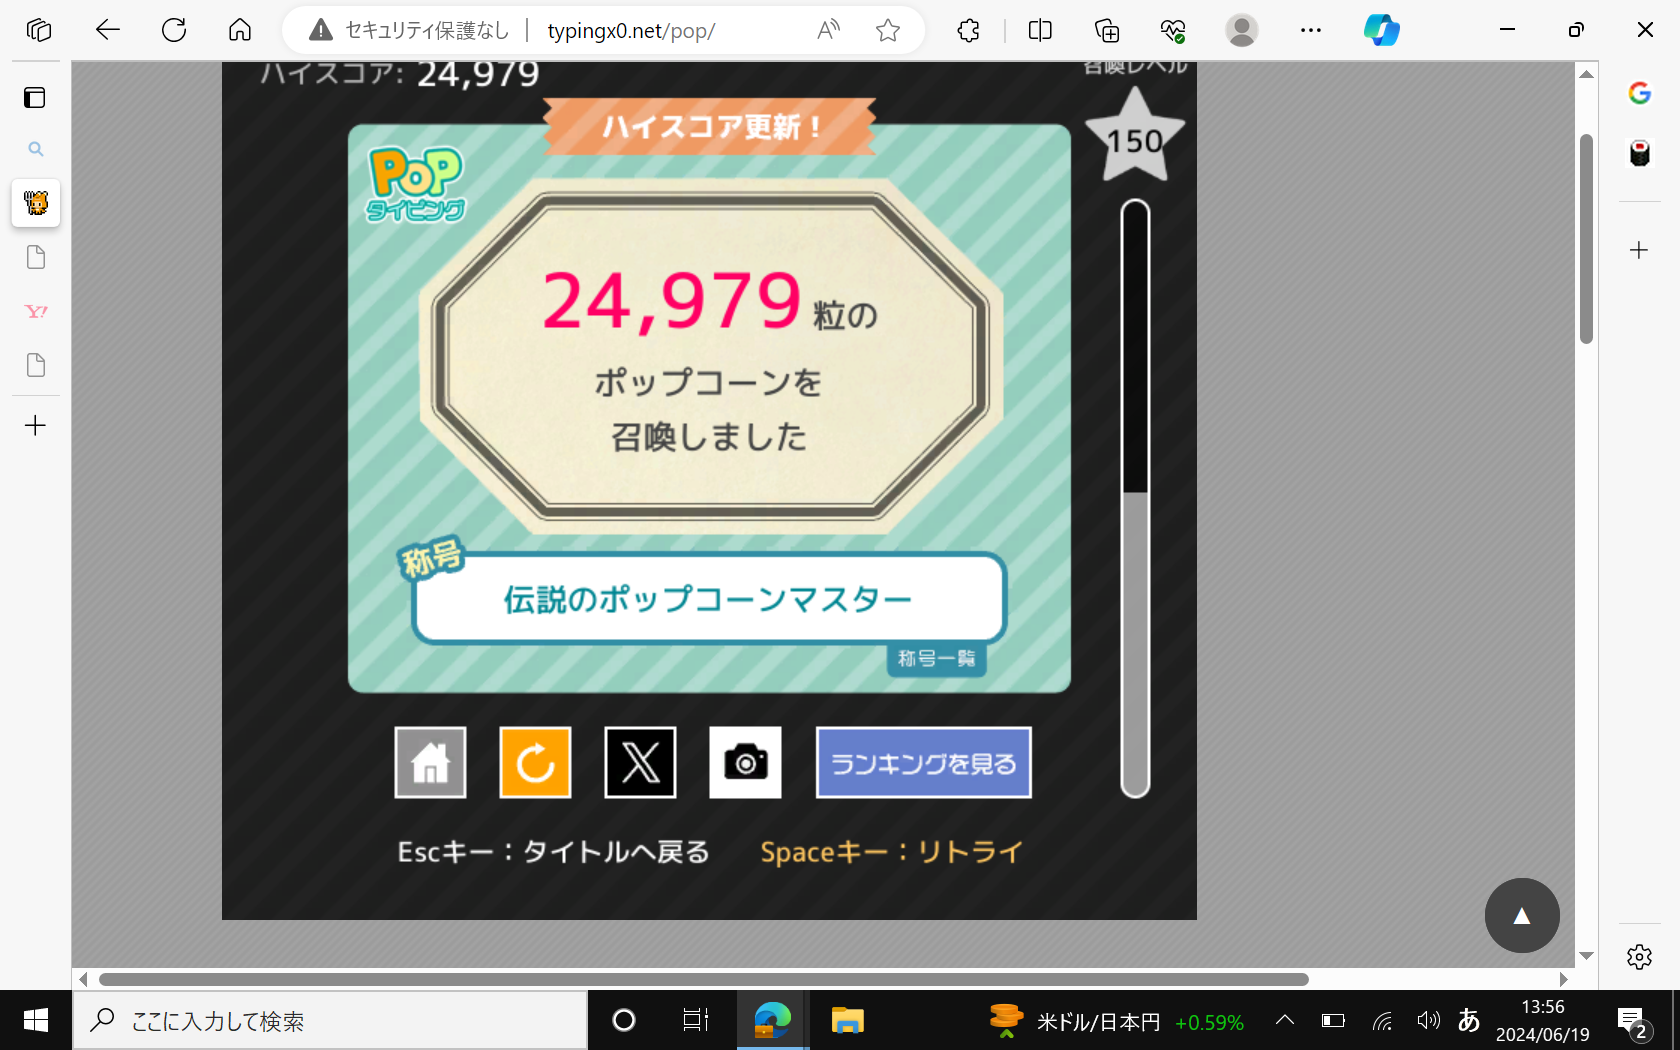 セキュリティ保護なし
typingx0.net/pop/
ハイスコア: 24,979
召喚レベル
150
ハイスコア更新！
PoP
タイピング
24,979 粒の
ポップコーンを
召喚しました
称号
伝説のポップコーンマスター
称号一覧
ランキングを見る
Escキー：タイトルへ戻る
Spaceキー：リトライ
ここに入力して検索
米ドル/日本円 +0.59%
あ
13:56
2024/06/19
2